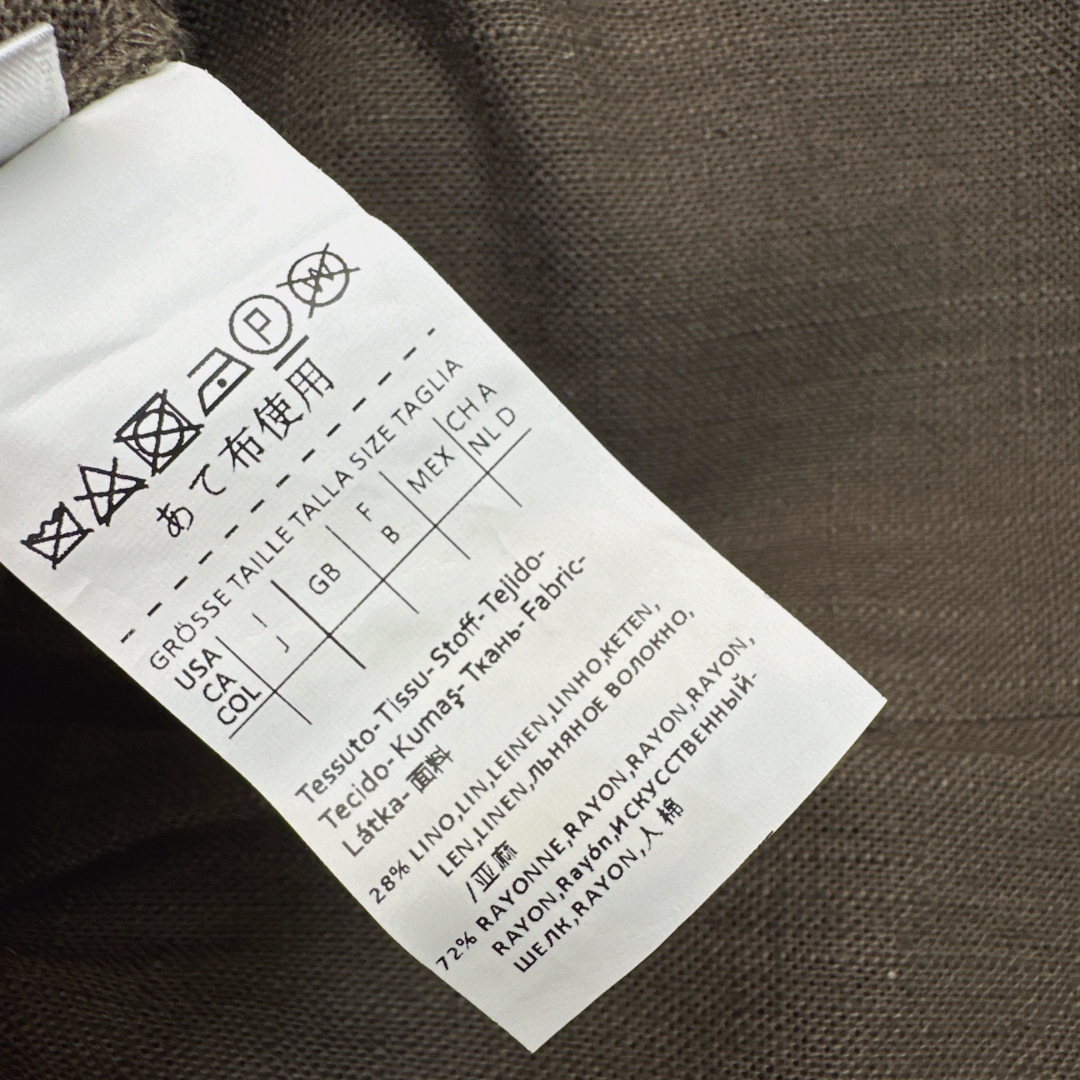 P
W
あて布使用
GRÖSSE TAILLE TALLA SIZE TAGLIA
USA CA COL
I J
GB
F B
MEX
CH A NL D
Tessuto-Tissu-Stoff-Tejido-
Tecido-Kumaş-Ткань-Fabric-
Látka-面料
28% LINO,LIN,LEINEN,LINHO,KETEN,
LEN,LINEN,ЛЬНЯНОЕ ВОЛОКНО,
/亚麻
72% RAYONNE,RAYON,RAYON,RAYON,
RAYON,Rayón,ИСКУССТВЕННЫЙ-
ШЕЛК,RAYON,人棉